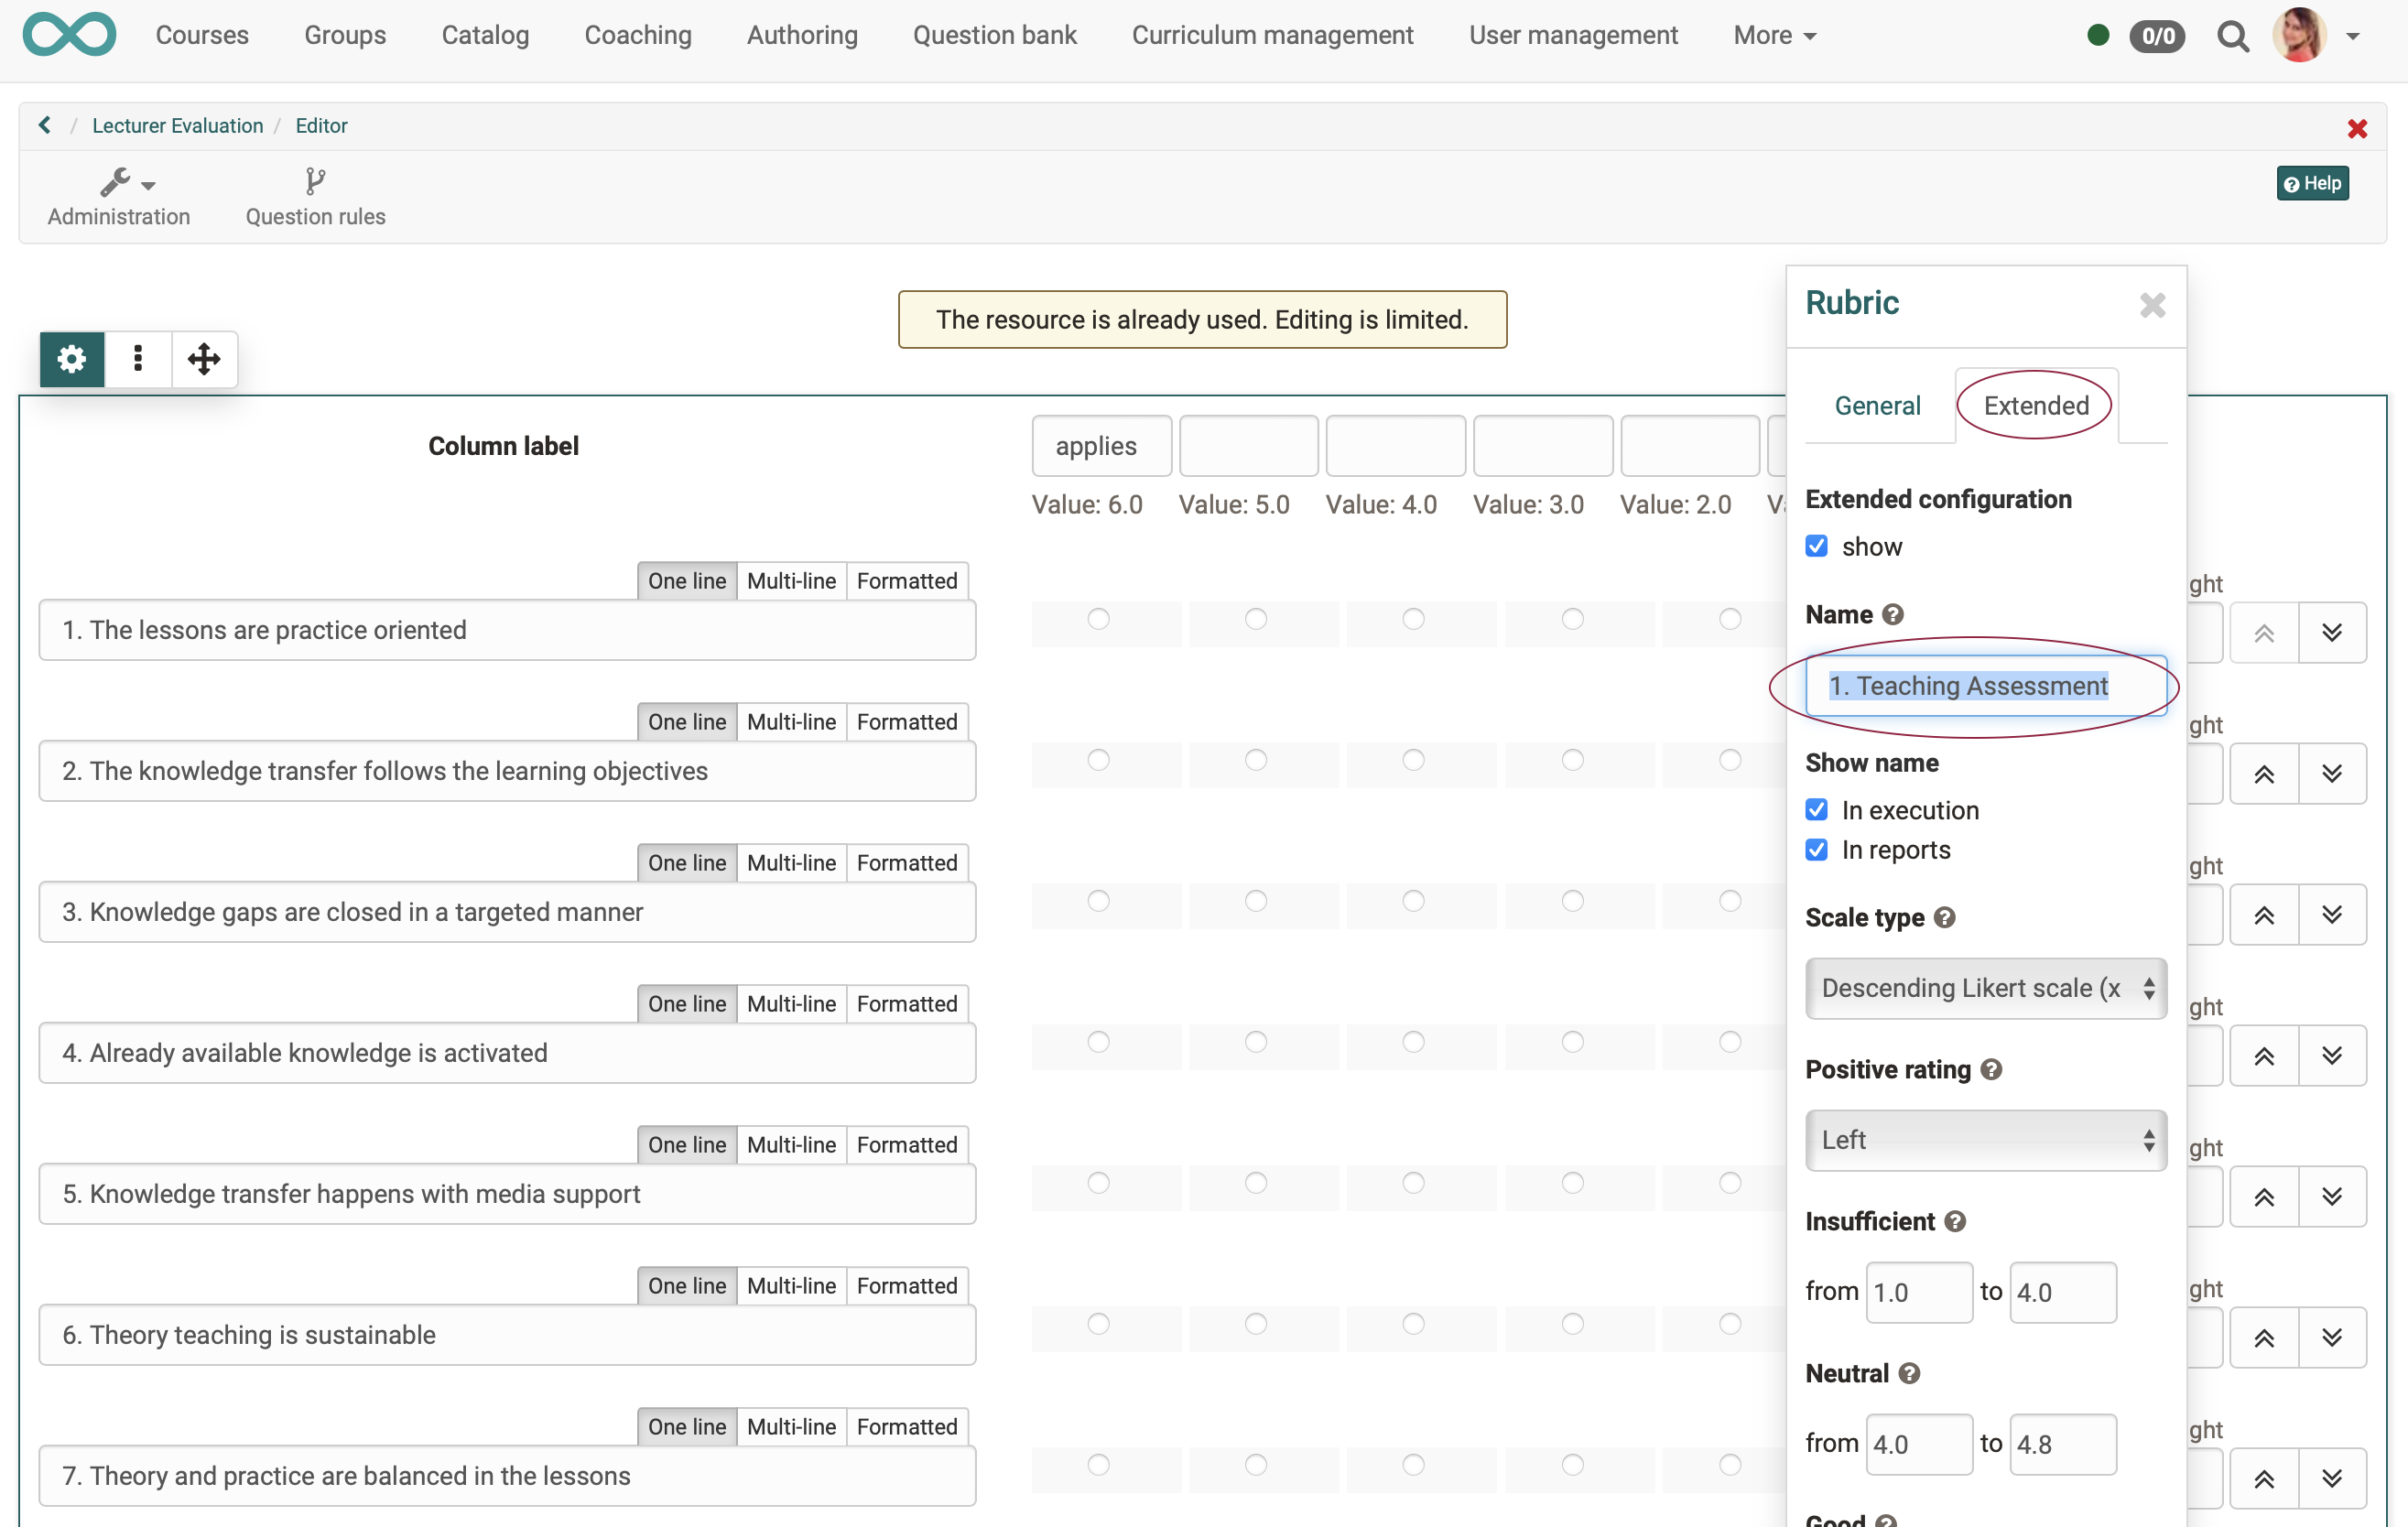 Courses Groups Catalog Coaching Authoring Question bank Curriculum management User management More 0/0
/ Lecturer Evaluation / Editor
Administration Question rules Help
The resource is already used. Editing is limited.
Column label applies
Value: 6.0 Value: 5.0 Value: 4.0 Value: 3.0 Value: 2.0
One line Multi-line Formatted ght
1. The lessons are practice oriented
One line Multi-line Formatted ght
2. The knowledge transfer follows the learning objectives
One line Multi-line Formatted ght
3. Knowledge gaps are closed in a targeted manner
One line Multi-line Formatted ght
4. Already available knowledge is activated
One line Multi-line Formatted ght
5. Knowledge transfer happens with media support
One line Multi-line Formatted ght
6. Theory teaching is sustainable
One line Multi-line Formatted ght
7. Theory and practice are balanced in the lessons
Rubric
General Extended
Extended configuration
show
Name
1. Teaching Assessment
Show name
In execution
In reports
Scale type
Descending Likert scale (x
Positive rating
Left
Insufficient
from 1.0 to 4.0
Neutral
from 4.0 to 4.8
Good